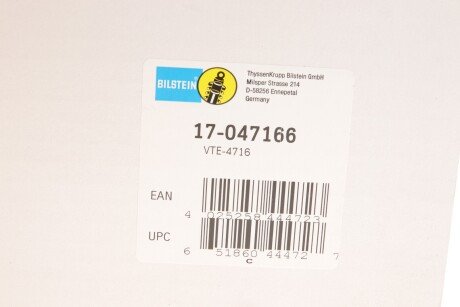 BILSTEIN
ThyssenKrupp Bilstein GmbH
Milsper Strasse 214
D-58256 Ennepetal
Germany
17-047166
VTE-4716
EAN
4 025258 444723
UPC
6 51860 44472 7
C